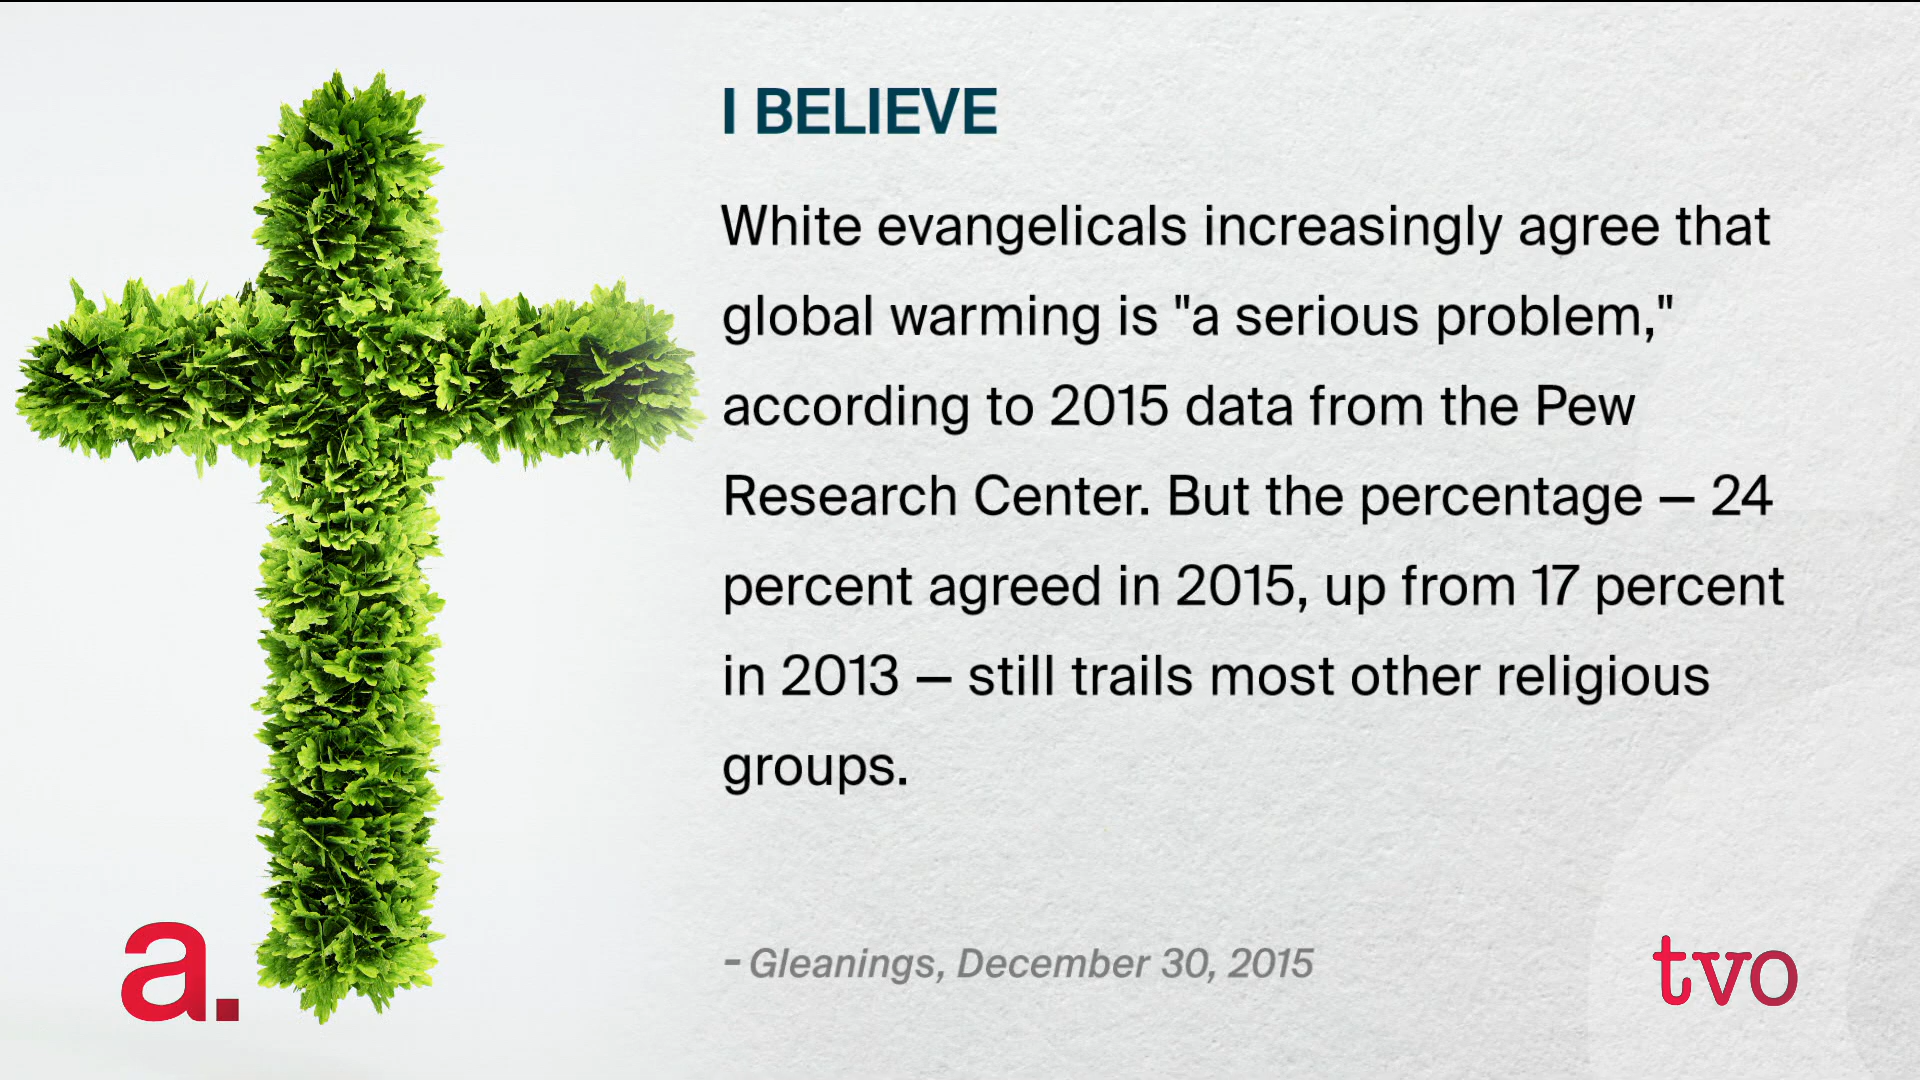 I BELIEVE
White evangelicals increasingly agree that
global warming is "a serious problem,"
according to 2015 data from the Pew
Research Center. But the percentage — 24
percent agreed in 2015, up from 17 percent
in 2013 — still trails most other religious
groups.
- Gleanings, December 30, 2015
a.
tvo